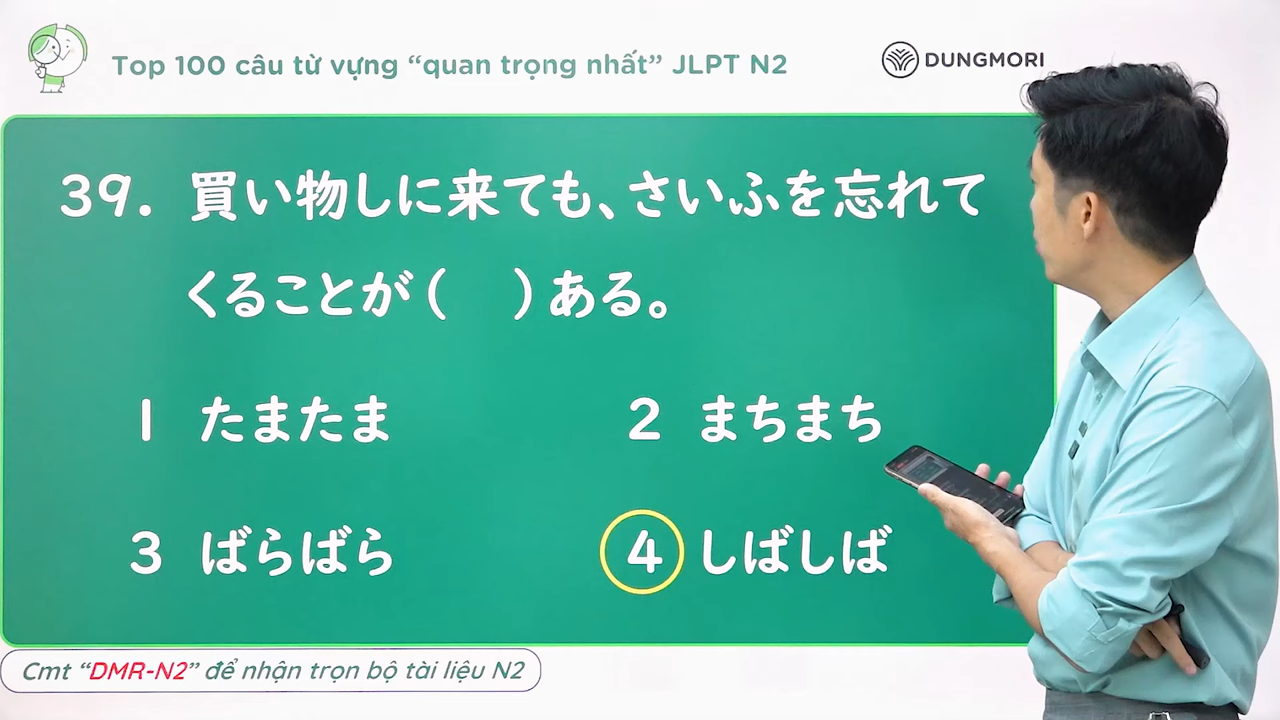 Top 100 câu từ vựng “quan trọng nhất” JLPT N2
DUNGMORI
39. 買い物しに来ても、さいふを忘れて
くることが( )ある。
1 たまたま
2 まちまち
3 ばらばら
4 しばしば
Cmt “DMR-N2” để nhận trọn bộ tài liệu N2